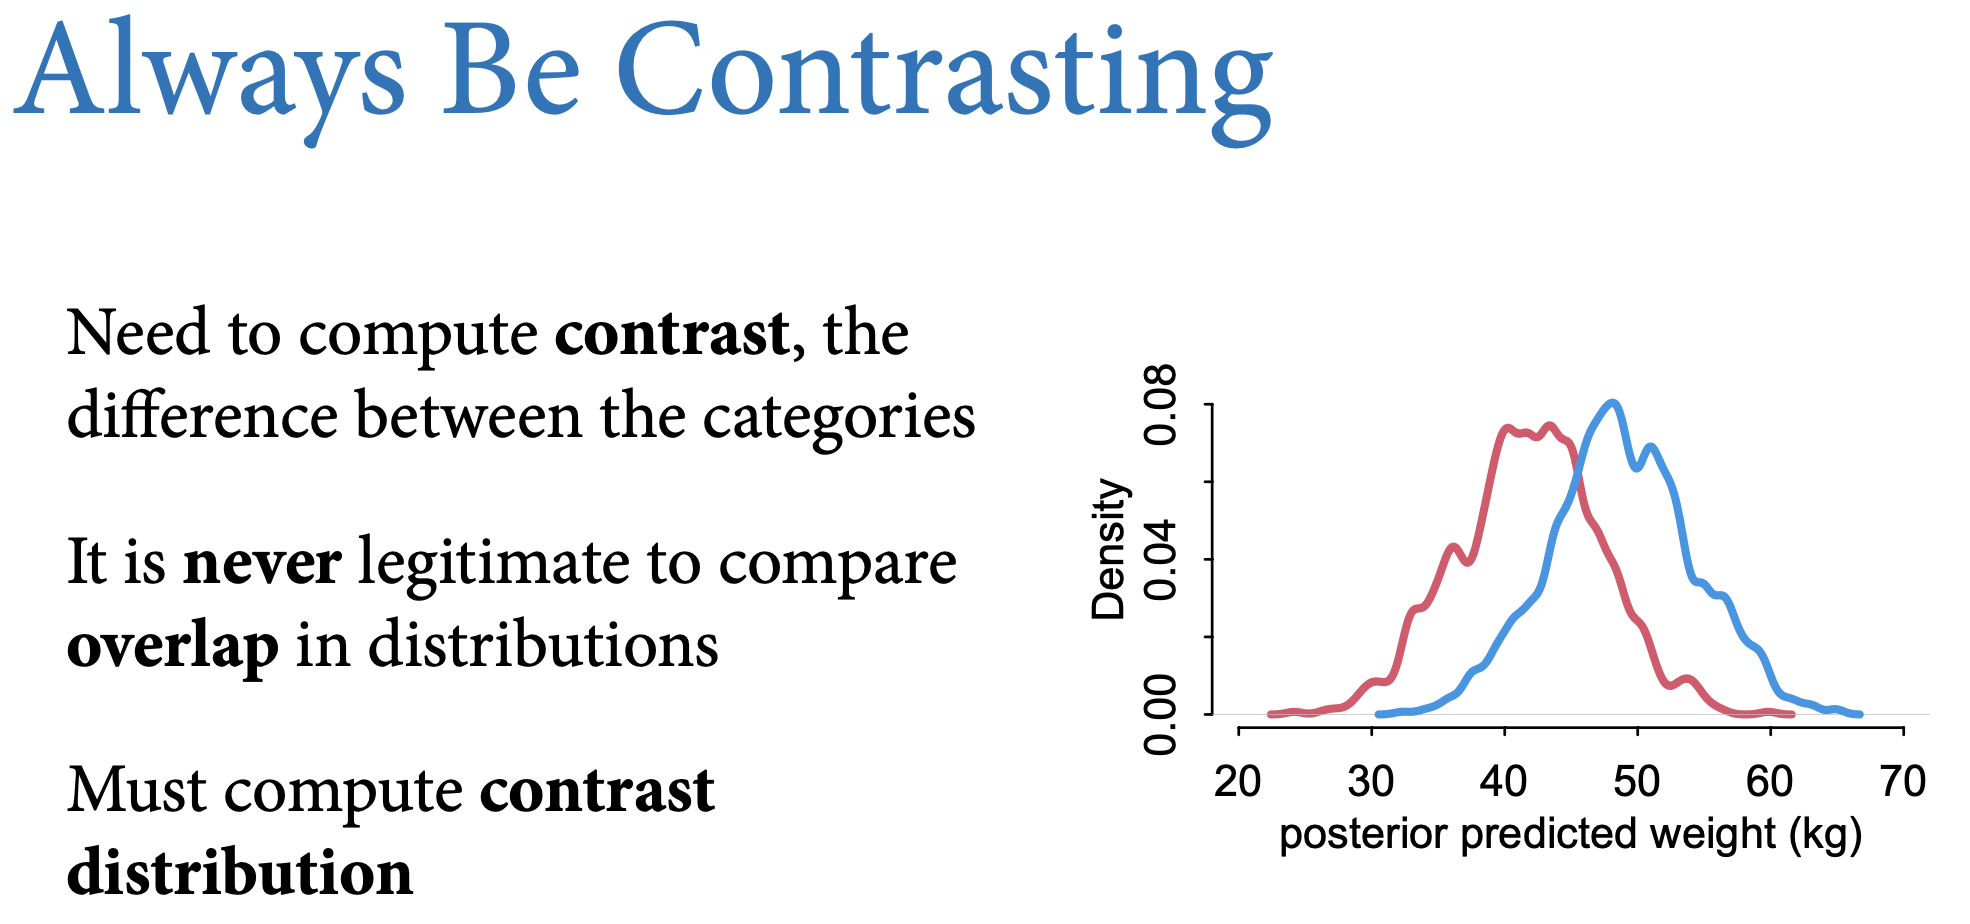 Always Be Contrasting
Need to compute contrast, the
difference between the categories
It is never legitimate to compare
overlap in distributions
Must compute contrast
distribution
Density
0.00 0.04 0.08
20 30 40 50 60 70
posterior predicted weight (kg)